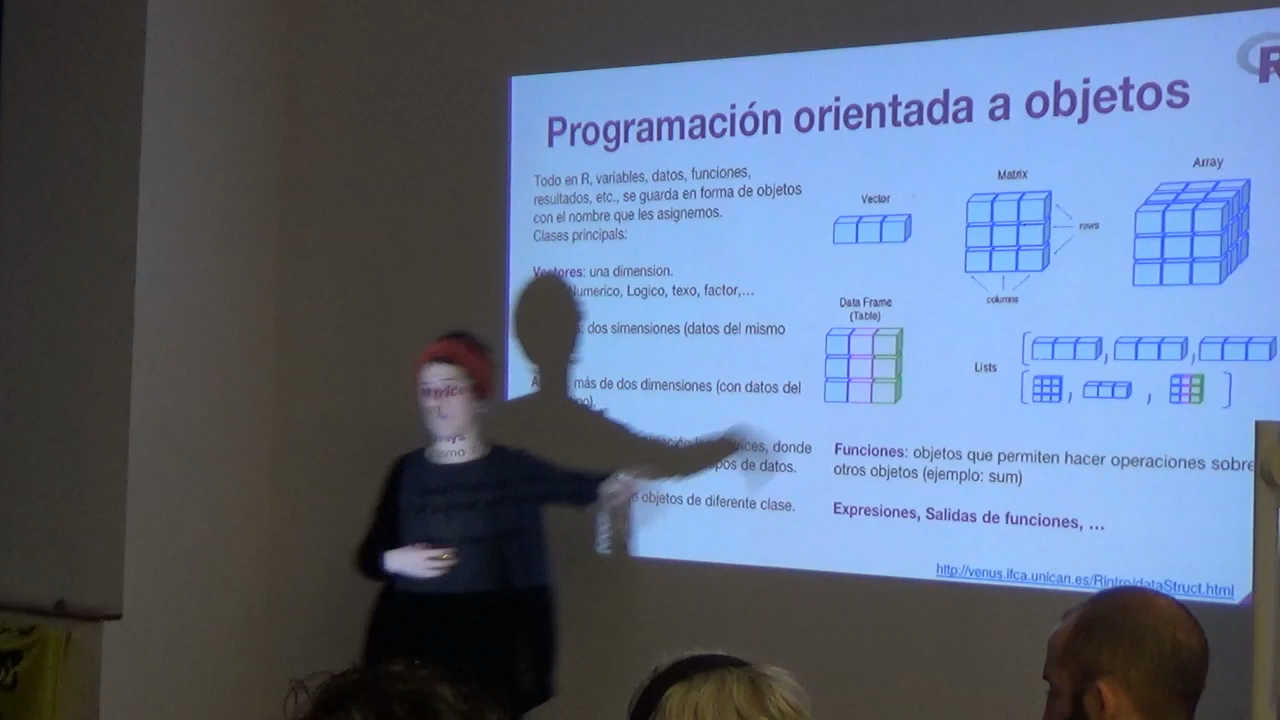 R
Programación orientada a objetos
Todo en R, variables, datos, funciones,
resultados, etc., se guarda en forma de objetos
con el nombre que les asignemos.
Clases principals:
Vectores: una dimension.
Numerico, Logico, texo, factor,...
: dos simensiones (datos del mismo
más de dos dimensiones (con datos del
donde
de datos.
objetos de diferente clase.
Vector
Matrix
rows
columns
Array
Data Frame
(Table)
Lists
Funciones: objetos que permiten hacer operaciones sobre
otros objetos (ejemplo: sum)
Expresiones, Salidas de funciones, ...
http://venus.ifca.unican.es/Rintro/dataStruct.html